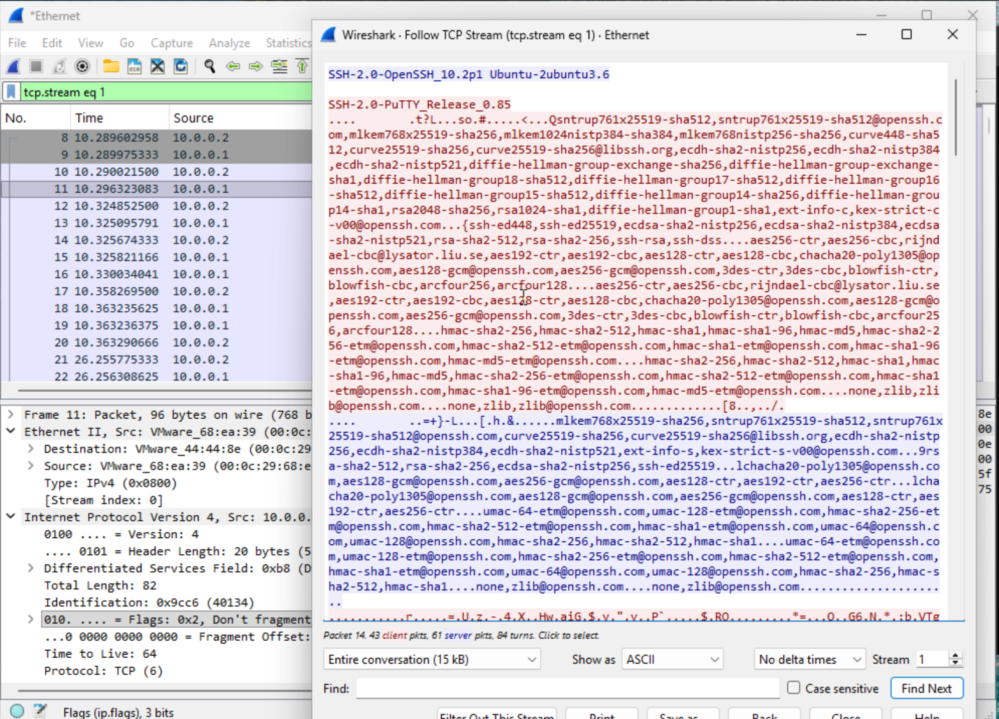 *Ethernet
File Edit View Go Capture Analyze Statistics
tcp.stream eq 1
No. Time Source
8 10.289602958 10.0.0.2
9 10.289975333 10.0.0.1
10 10.290021500 10.0.0.2
11 10.296323083 10.0.0.1
12 10.324852500 10.0.0.2
13 10.325095791 10.0.0.1
14 10.325674333 10.0.0.2
15 10.325821166 10.0.0.1
16 10.330034041 10.0.0.1
17 10.358269500 10.0.0.2
18 10.363235625 10.0.0.1
19 10.363236375 10.0.0.1
20 10.363290666 10.0.0.2
21 26.255775333 10.0.0.2
22 26.256308625 10.0.0.1
Frame 11: Packet, 96 bytes on wire (768 b
Ethernet II, Src: VMware_68:ea:39 (00:0c:
Destination: VMware_44:44:8e (00:0c:29
Source: VMware_68:ea:39 (00:0c:29:68:e
Type: IPv4 (0x0800)
[Stream index: 0]
Internet Protocol Version 4, Src: 10.0.0.
0100 .... = Version: 4
.... 0101 = Header Length: 20 bytes (5
Differentiated Services Field: 0xb8 (D
Total Length: 82
Identification: 0x9cc6 (40134)
010. .... = Flags: 0x2, Don't fragment
...0 0000 0000 0000 = Fragment Offset:
Time to Live: 64
Protocol: TCP (6)
Flags (ip.flags), 3 bits
8e
00
0e
00
5f
75
Wireshark · Follow TCP Stream (tcp.stream eq 1) · Ethernet
SSH-2.0-OpenSSH_10.2p1 Ubuntu-2ubuntu3.6
SSH-2.0-PuTTY_Release_0.85
.... .t?L...so.#.....<...Qsntrup761x25519-sha512,sntrup761x25519-sha512@openssh.c
om,mlkem768x25519-sha256,mlkem1024nistp384-sha384,mlkem768nistp256-sha256,curve448-sha5
12,curve25519-sha256,curve25519-sha256@libssh.org,ecdh-sha2-nistp256,ecdh-sha2-nistp384
,ecdh-sha2-nistp521,diffie-hellman-group-exchange-sha256,diffie-hellman-group-exchange-
sha1,diffie-hellman-group18-sha512,diffie-hellman-group17-sha512,diffie-hellman-group16
-sha512,diffie-hellman-group15-sha512,diffie-hellman-group14-sha256,diffie-hellman-grou
p14-sha1,rsa2048-sha256,rsa1024-sha1,diffie-hellman-group1-sha1,ext-info-c,kex-strict-c
-v00@openssh.com...{ssh-ed448,ssh-ed25519,ecdsa-sha2-nistp256,ecdsa-sha2-nistp384,ecdsa
-sha2-nistp521,rsa-sha2-512,rsa-sha2-256,ssh-rsa,ssh-dss....aes256-ctr,aes256-cbc,rijnd
ael-cbc@lysator.liu.se,aes192-ctr,aes192-cbc,aes128-ctr,aes128-cbc,chacha20-poly1305@op
enssh.com,aes128-gcm@openssh.com,aes256-gcm@openssh.com,3des-ctr,3des-cbc,blowfish-ctr,
blowfish-cbc,arcfour256,arcfour128....aes256-ctr,aes256-cbc,rijndael-cbc@lysator.liu.se
,aes192-ctr,aes192-cbc,aes128-ctr,aes128-cbc,chacha20-poly1305@openssh.com,aes128-gcm@o
penssh.com,aes256-gcm@openssh.com,3des-ctr,3des-cbc,blowfish-ctr,blowfish-cbc,arcfour25
6,arcfour128....hmac-sha2-256,hmac-sha2-512,hmac-sha1,hmac-sha1-96,hmac-md5,hmac-sha2-2
56-etm@openssh.com,hmac-sha2-512-etm@openssh.com,hmac-sha1-etm@openssh.com,hmac-sha1-96
-etm@openssh.com,hmac-md5-etm@openssh.com....hmac-sha2-256,hmac-sha2-512,hmac-sha1,hmac
-sha1-96,hmac-md5,hmac-sha2-256-etm@openssh.com,hmac-sha2-512-etm@openssh.com,hmac-sha1
-etm@openssh.com,hmac-sha1-96-etm@openssh.com,hmac-md5-etm@openssh.com....none,zlib,zli
b@openssh.com....none,zlib,zlib@openssh.com.............[8..,../.
.... ..=+}-L...[.h.&......mlkem768x25519-sha256,sntrup761x25519-sha512,sntrup761x
25519-sha512@openssh.com,curve25519-sha256,curve25519-sha256@libssh.org,ecdh-sha2-nistp
256,ecdh-sha2-nistp384,ecdh-sha2-nistp521,ext-info-s,kex-strict-s-v00@openssh.com...9rs
a-sha2-512,rsa-sha2-256,ecdsa-sha2-nistp256,ssh-ed25519...lchacha20-poly1305@openssh.co
m,aes128-gcm@openssh.com,aes256-gcm@openssh.com,aes128-ctr,aes192-ctr,aes256-ctr...lcha
cha20-poly1305@openssh.com,aes128-gcm@openssh.com,aes256-gcm@openssh.com,aes128-ctr,aes
192-ctr,aes256-ctr....umac-64-etm@openssh.com,umac-128-etm@openssh.com,hmac-sha2-256-et
m@openssh.com,hmac-sha2-512-etm@openssh.com,hmac-sha1-etm@openssh.com,umac-64@openssh.c
om,umac-128@openssh.com,hmac-sha2-256,hmac-sha2-512,hmac-sha1....umac-64-etm@openssh.co
m,umac-128-etm@openssh.com,hmac-sha2-256-etm@openssh.com,hmac-sha2-512-etm@openssh.com,
hmac-sha1-etm@openssh.com,umac-64@openssh.com,umac-128@openssh.com,hmac-sha2-256,hmac-s
ha2-512,hmac-sha1....none,zlib@openssh.com....none,zlib@openssh.com....................
..
...........r.....=.U.z.-.4.X..Hw.aiG.$.v.".v..P`.....$.RO.........*=...O..G6.N.*.:b.VTg
Packet 14. 43 client pkts, 61 server pkts, 84 turns. Click to select.
Entire conversation (15 kB) Show as ASCII No delta times Stream 1
Find: Case sensitive Find Next
Filter Out This Stream Print Save as Back Close Help